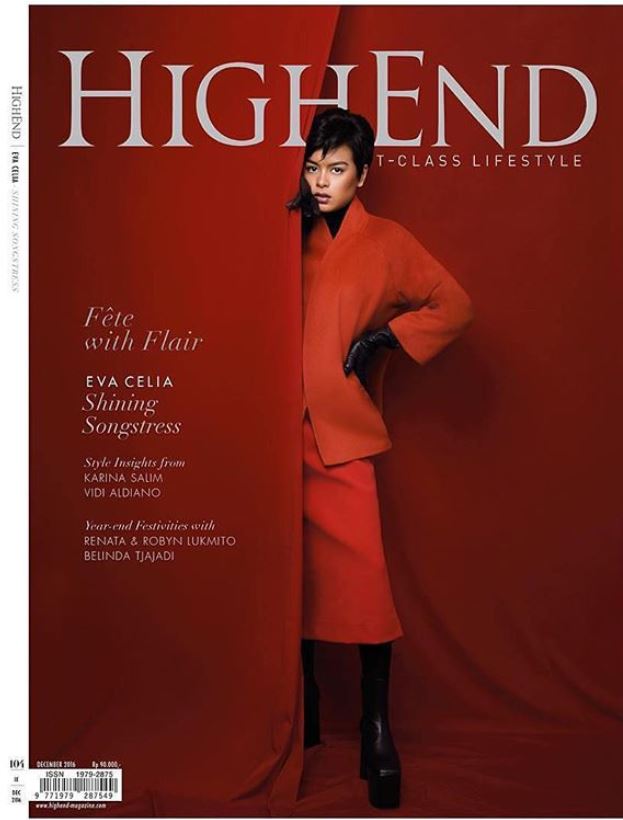 HIGHEND
T-CLASS LIFESTYLE
HIGHEND | EVA CELIA - SHINING SONGSTRESS
Fête
with Flair
EVA CELIA
Shining
Songstress
Style Insights from
KARINA SALIM
VIDI ALDIANO
Year-end Festivities with
RENATA & ROBYN LUKMITO
BELINDA TJAJADI
104
DEC
2016
DECEMBER 2016 Rp 90.000,-
ISSN 1979-2875
9 771979 287549
www.highend-magazine.com